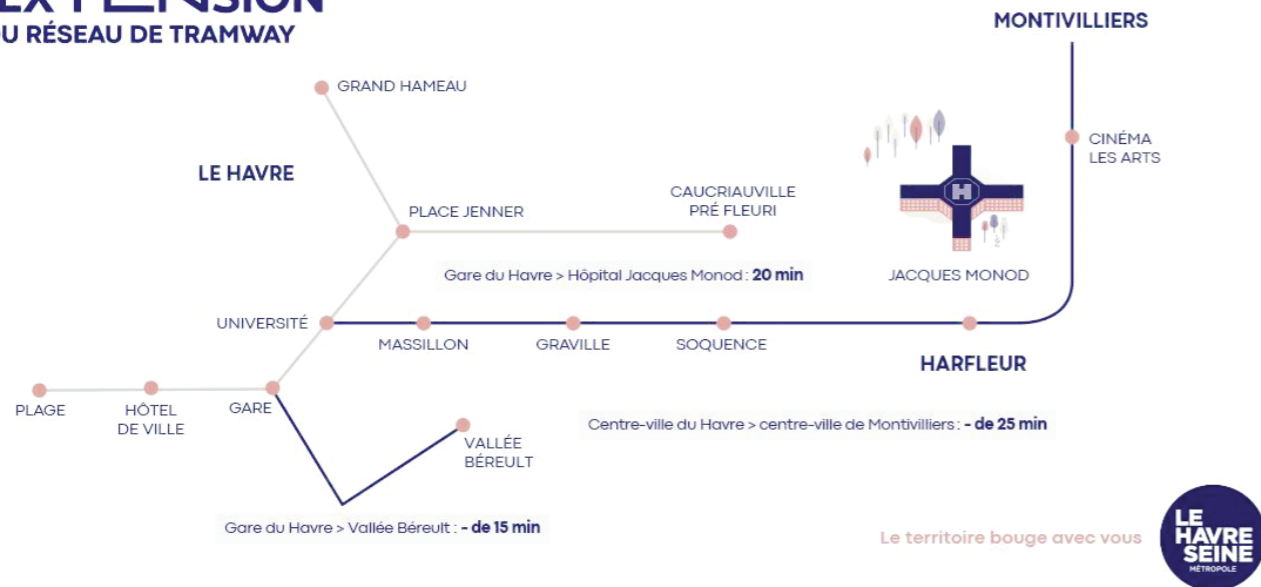 EXTENSION
DU RÉSEAU DE TRAMWAY
MONTIVILLIERS
GRAND HAMEAU
CINÉMA
LES ARTS
LE HAVRE
CAUCRIAUVILLE
PRÉ FLEURI
H
PLACE JENNER
Gare du Havre > Hôpital Jacques Monod : 20 min
JACQUES MONOD
UNIVERSITÉ
MASSILLON
GRAVILLE
SOQUENCE
HARFLEUR
PLAGE
HÔTEL
DE VILLE
GARE
VALLÉE
BÉREULT
Centre-ville du Havre > centre-ville de Montivilliers : - de 25 min
Gare du Havre > Vallée Béreult : - de 15 min
Le territoire bouge avec vous
LE
HAVRE
SEINE
MÉTROPOLE